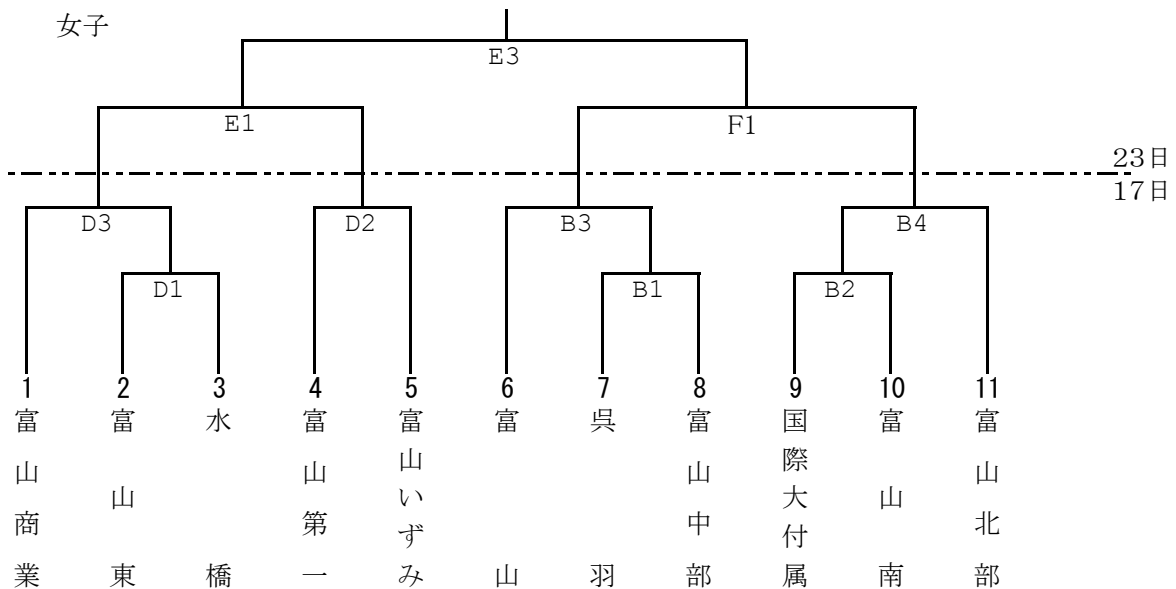 女子
E3
E1
F1
23日
17日
D3
D2
B3
B4
D1
B1
B2
1
2
3
4
5
6
7
8
9
10
11
富山商業
富山東
水橋
富山第一
富山いずみ
富山
呉羽
富山中部
国際大付属
富山南
富山北部